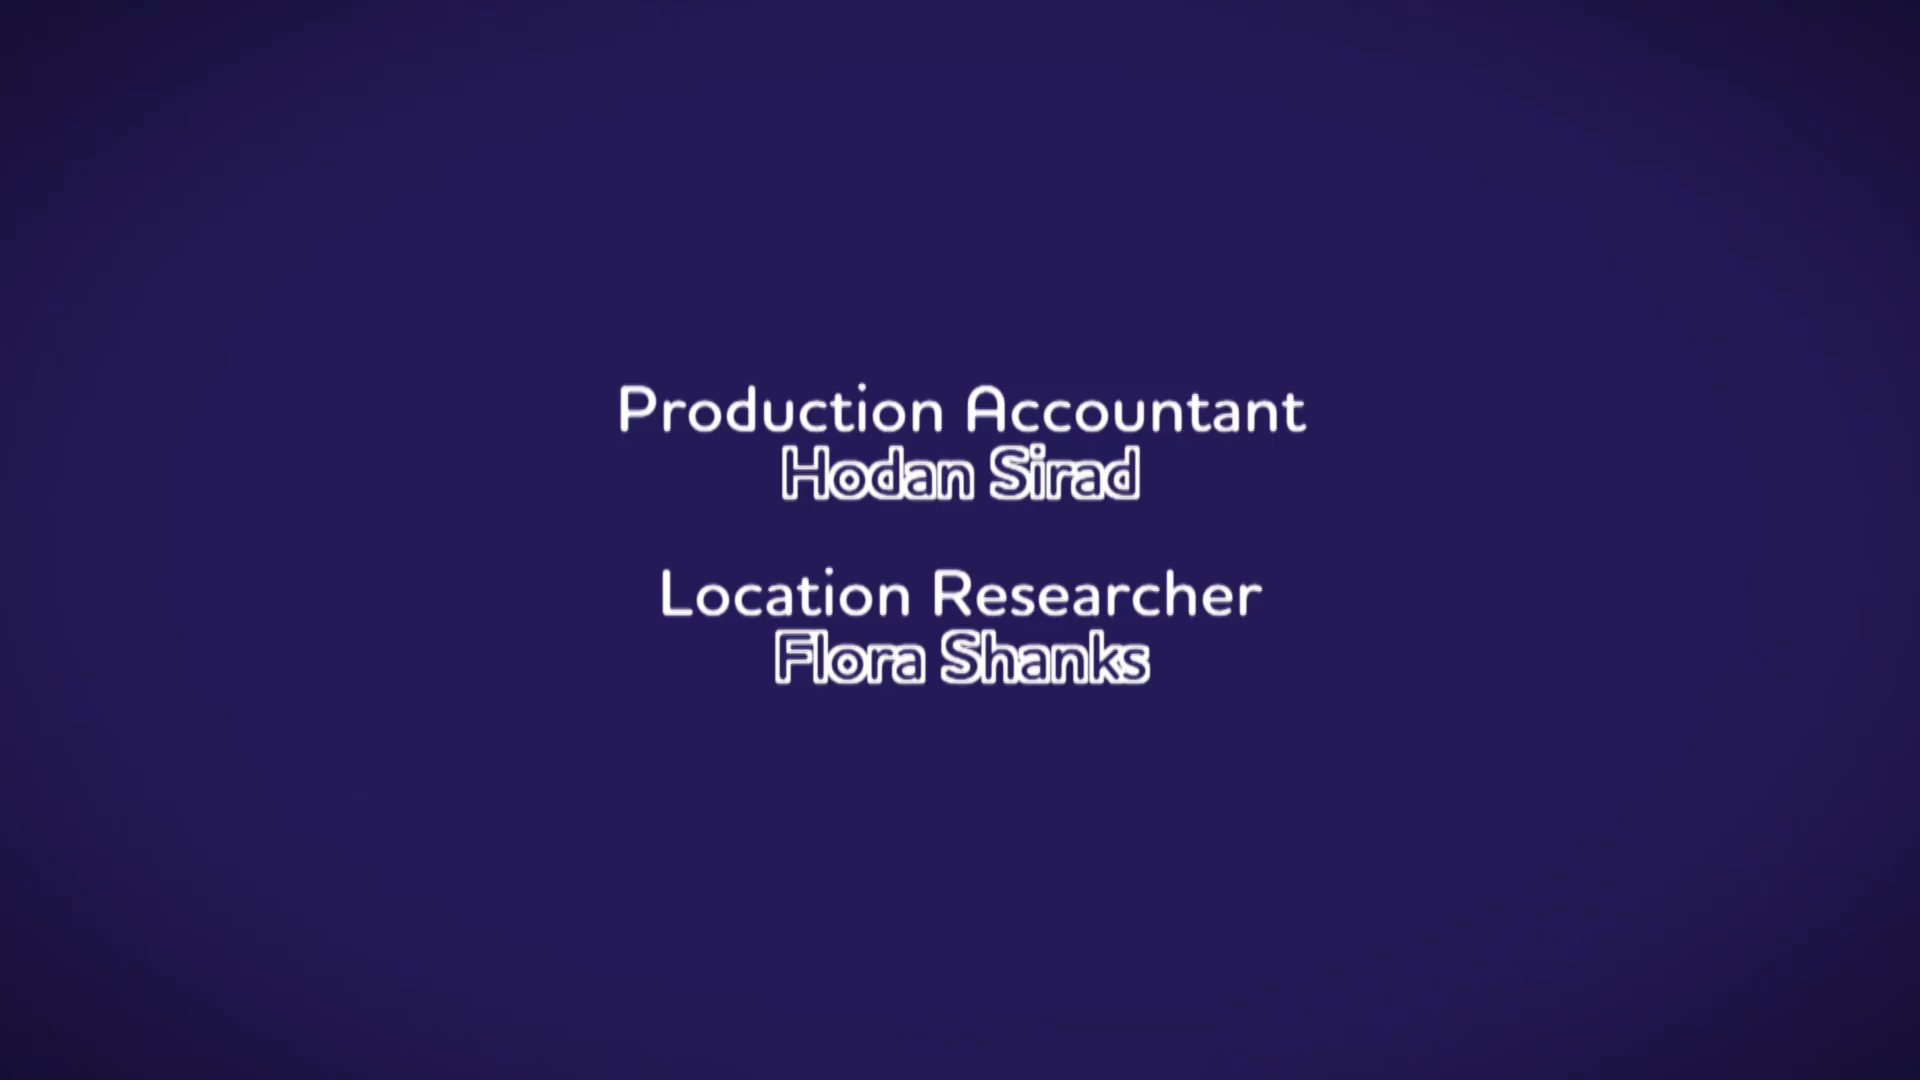 Production Accountant
Hodan Sirad
Location Researcher
Flora Shanks